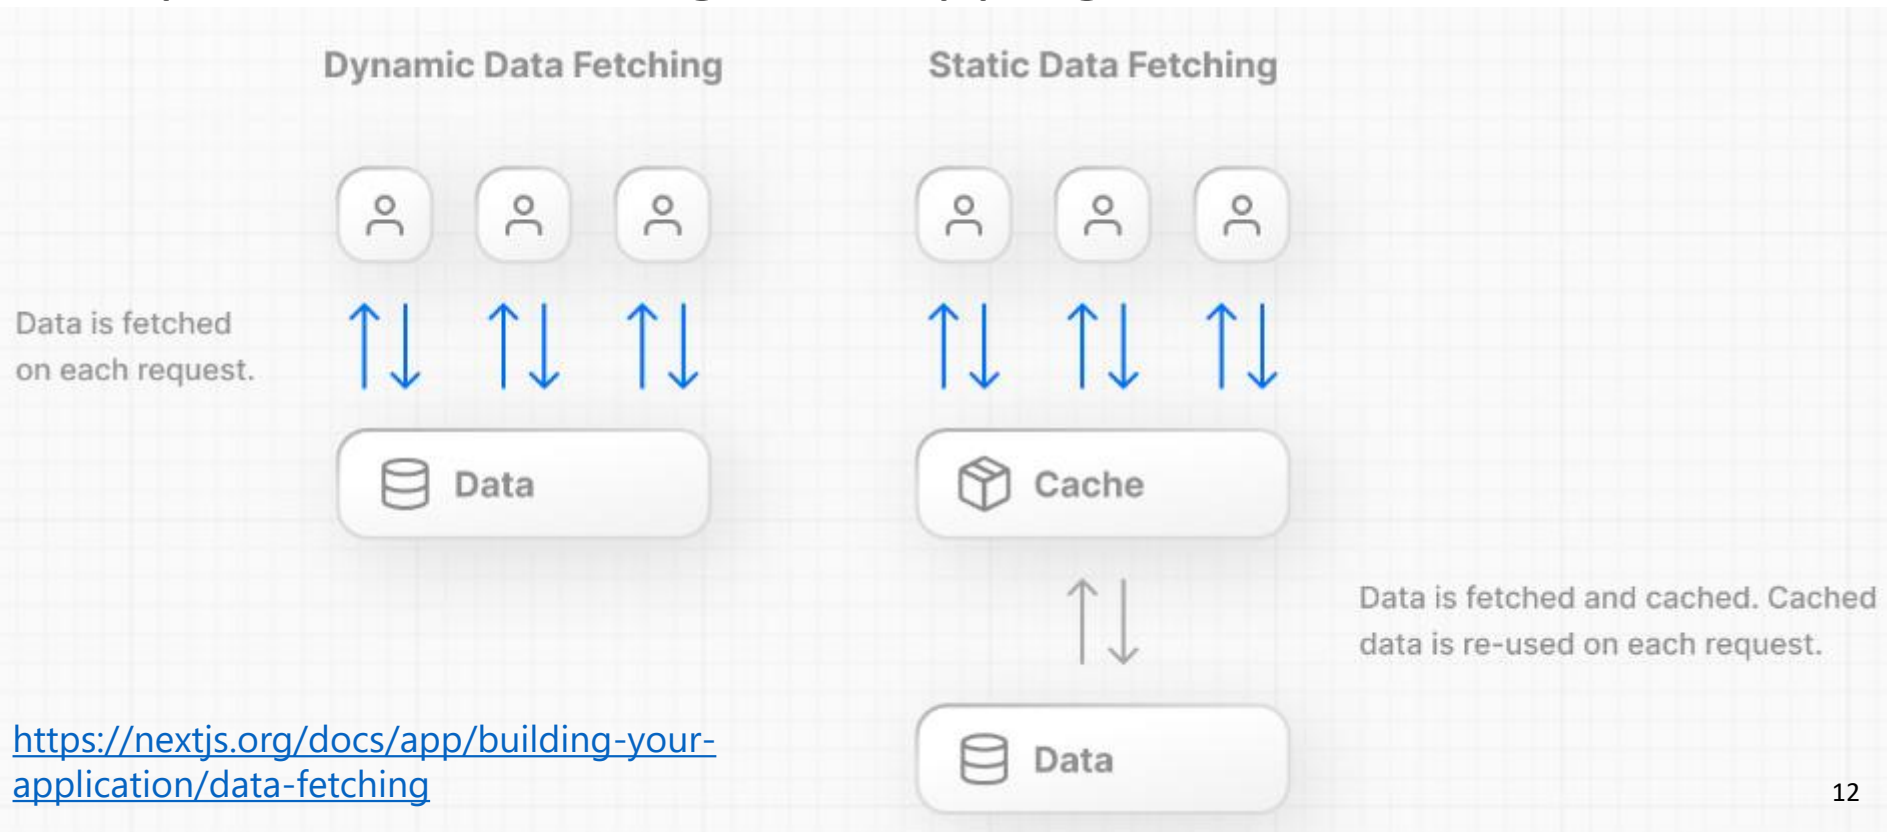 Dynamic Data Fetching
Static Data Fetching
Data is fetched
on each request.
Data
Cache
Data is fetched and cached. Cached
data is re-used on each request.
Data
https://nextjs.org/docs/app/building-your-
application/data-fetching
12